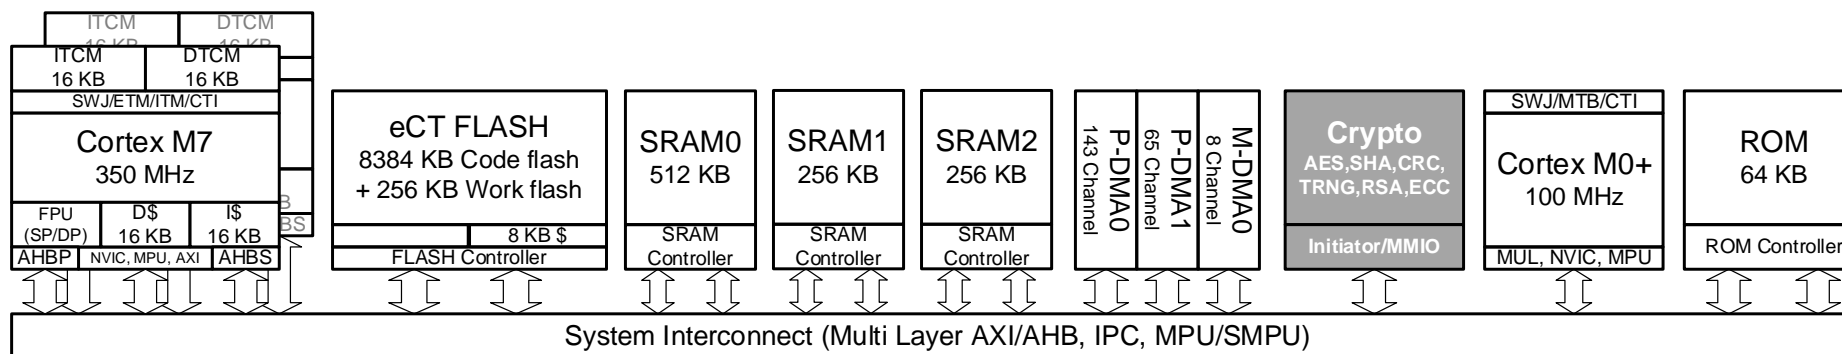 ITCM
16 KB
DTCM
16 KB
ITCM
16 KB
DTCM
16 KB
SWJ/ETM/ITM/CTI
Cortex M7
350 MHz
FPU
(SP/DP)
D$
16 KB
I$
16 KB
AHBP
NVIC, MPU, AXI
AHBS
B
BS
eCT FLASH
8384 KB Code flash
+ 256 KB Work flash
8 KB $
FLASH Controller
SRAM0
512 KB
SRAM
Controller
SRAM1
256 KB
SRAM
Controller
SRAM2
256 KB
SRAM
Controller
P-DMA0
143 Channel
P-DMA1
65 Channel
M-DMA0
8 Channel
Crypto
AES,SHA,CRC,
TRNG,RSA,ECC
Initiator/MMIO
SWJ/MTB/CTI
Cortex M0+
100 MHz
MUL, NVIC, MPU
ROM
64 KB
ROM Controller
System Interconnect (Multi Layer AXI/AHB, IPC, MPU/SMPU)